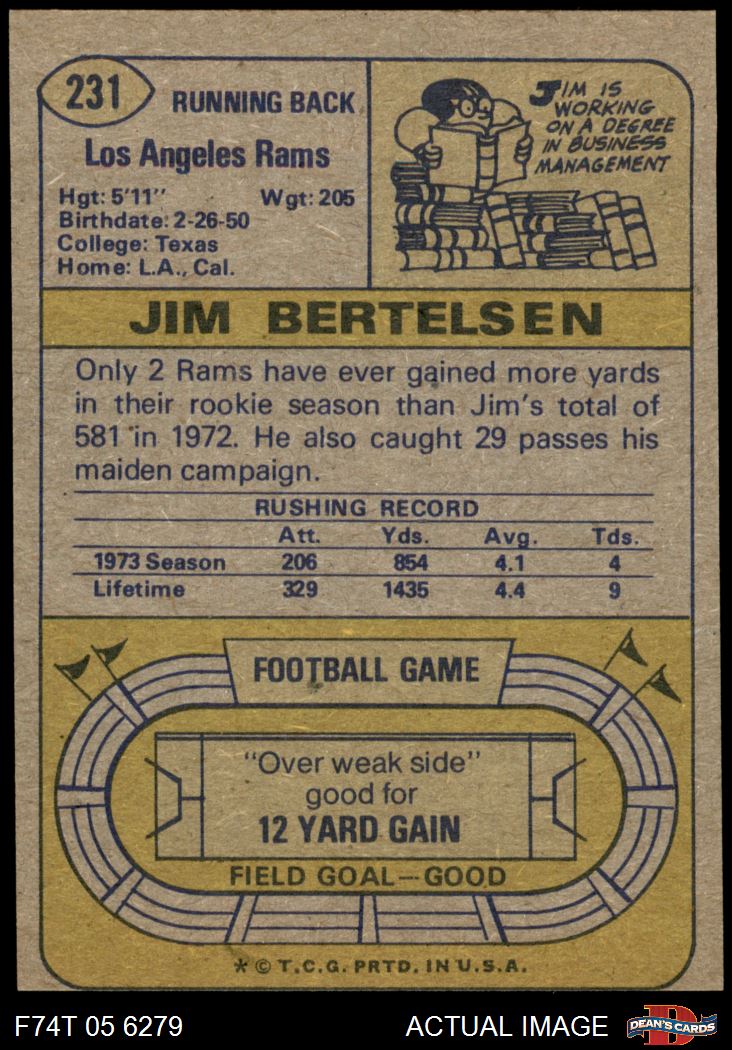 231
RUNNING BACK
Los Angeles Rams
Hgt: 5'11" Wgt: 205
Birthdate: 2-26-50
College: Texas
Home: L.A., Cal.
JIM IS
WORKING
ON A DEGREE
IN BUSINESS
MANAGEMENT
JIM BERTELSEN
Only 2 Rams have ever gained more yards
in their rookie season than Jim's total of
581 in 1972. He also caught 29 passes his
maiden campaign.
RUSHING RECORD
Att. Yds. Avg. Tds.
1973 Season 206 854 4.1 4
Lifetime 329 1435 4.4 9
FOOTBALL GAME
"Over weak side"
good for
12 YARD GAIN
FIELD GOAL—GOOD
* © T.C.G. PRTD. IN U.S.A.
F74T 05 6279 ACTUAL IMAGE
D
DEAN'S CARDS